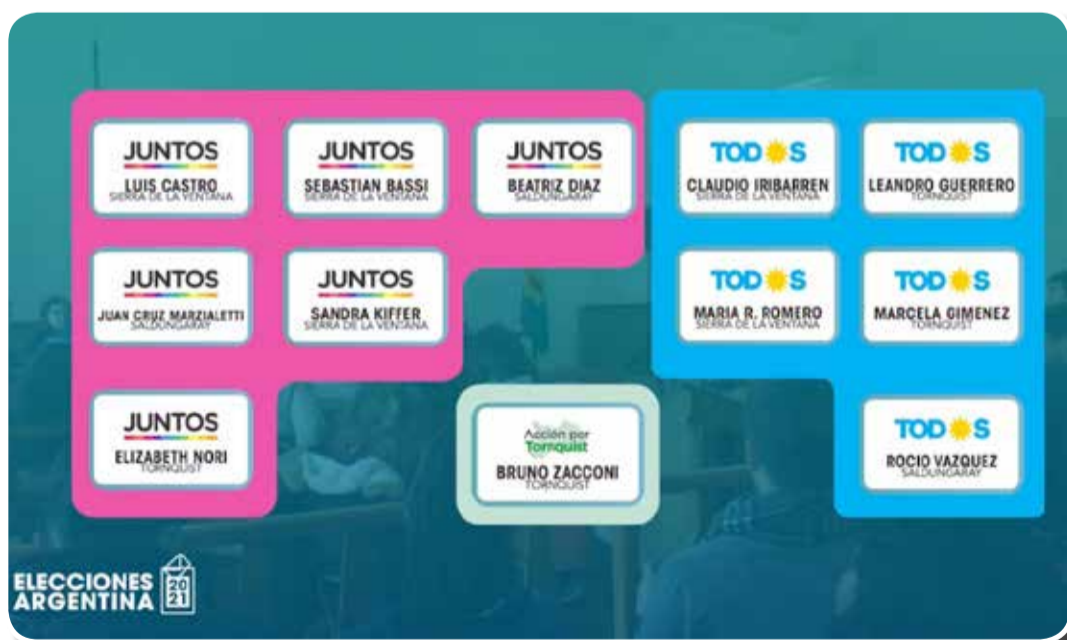 JUNTOS
LUIS CASTRO
SIERRA DE LA VENTANA
JUNTOS
SEBASTIAN BASSI
SIERRA DE LA VENTANA
JUNTOS
BEATRIZ DIAZ
SALDUNGARAY
TODOS
CLAUDIO IRIBARREN
SIERRA DE LA VENTANA
TODOS
LEANDRO GUERRERO
TORNQUIST
JUNTOS
JUAN CRUZ MARZIALETTI
SALDUNGARAY
JUNTOS
SANDRA KIFFER
SIERRA DE LA VENTANA
TODOS
MARIA R. ROMERO
SIERRA DE LA VENTANA
TODOS
MARCELA GIMENEZ
TORNQUIST
JUNTOS
ELIZABETH NORI
TORNQUIST
Acción por
Tornquist
BRUNO ZACCONI
TORNQUIST
TODOS
ROCIO VAZQUEZ
SALDUNGARAY
ELECCIONES
ARGENTINA
20
21